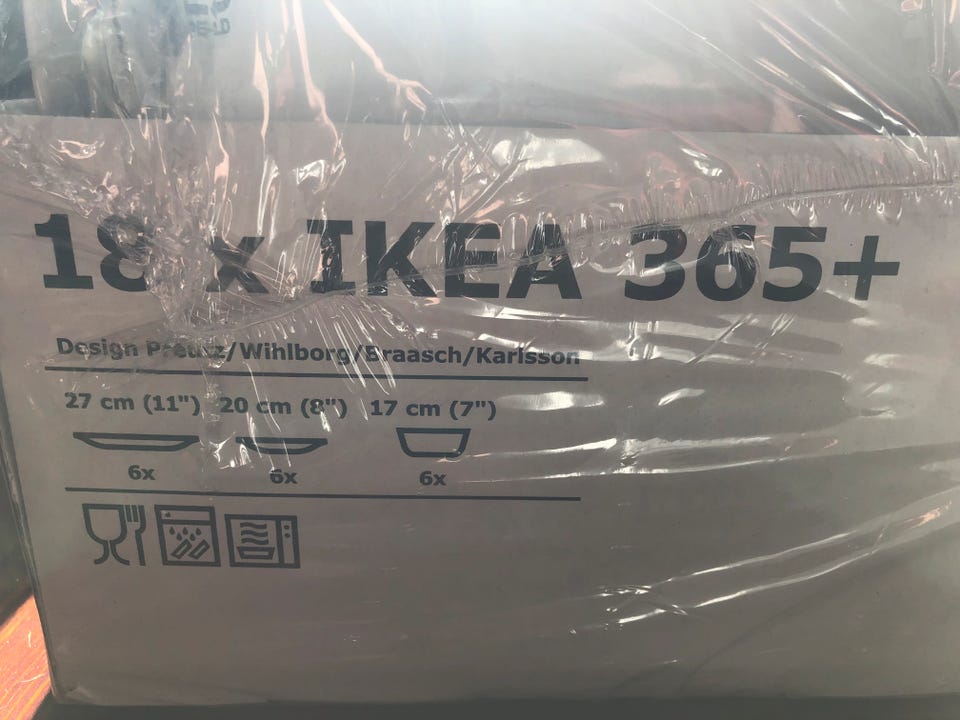 18 x IKEA 365+
Design Preutz/Wihlborg/Braasch/Karlsson
27 cm (11") 20 cm (8") 17 cm (7")
6x 6x 6x